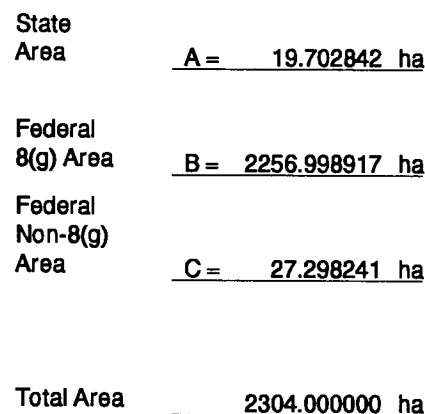 State
Area A = 19.702842 ha
Federal
8(g) Area B = 2256.998917 ha
Federal
Non-8(g)
Area C = 27.298241 ha
Total Area 2304.000000 ha